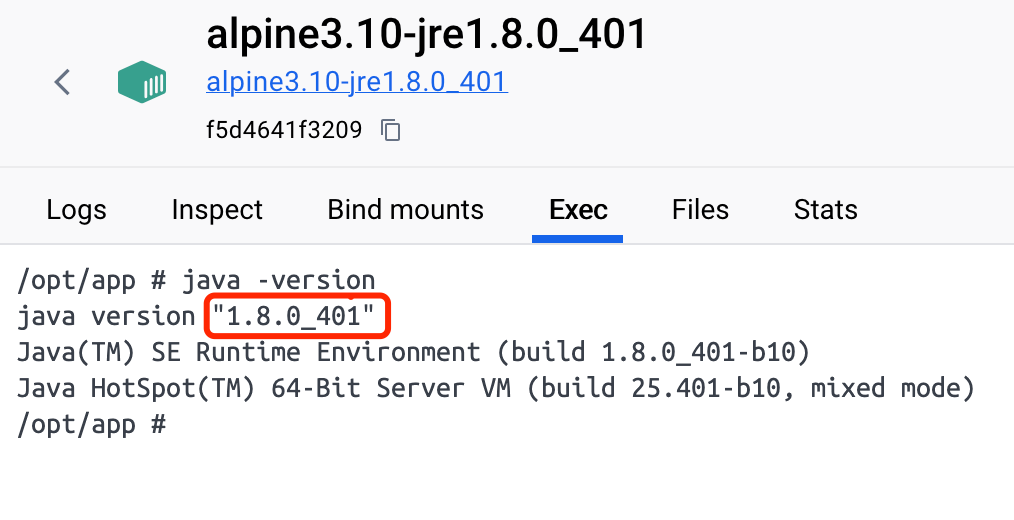 alpine3.10-jre1.8.0_401
alpine3.10-jre1.8.0_401
f5d4641f3209
Logs Inspect Bind mounts Exec Files Stats
/opt/app # java -version
java version "1.8.0_401"
Java(TM) SE Runtime Environment (build 1.8.0_401-b10)
Java HotSpot(TM) 64-Bit Server VM (build 25.401-b10, mixed mode)
/opt/app #